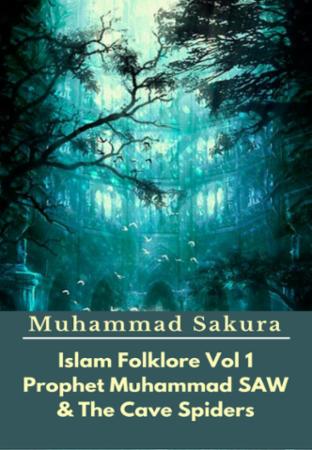 Muhammad Sakura
Islam Folklore Vol 1
Prophet Muhammad SAW
& The Cave Spiders